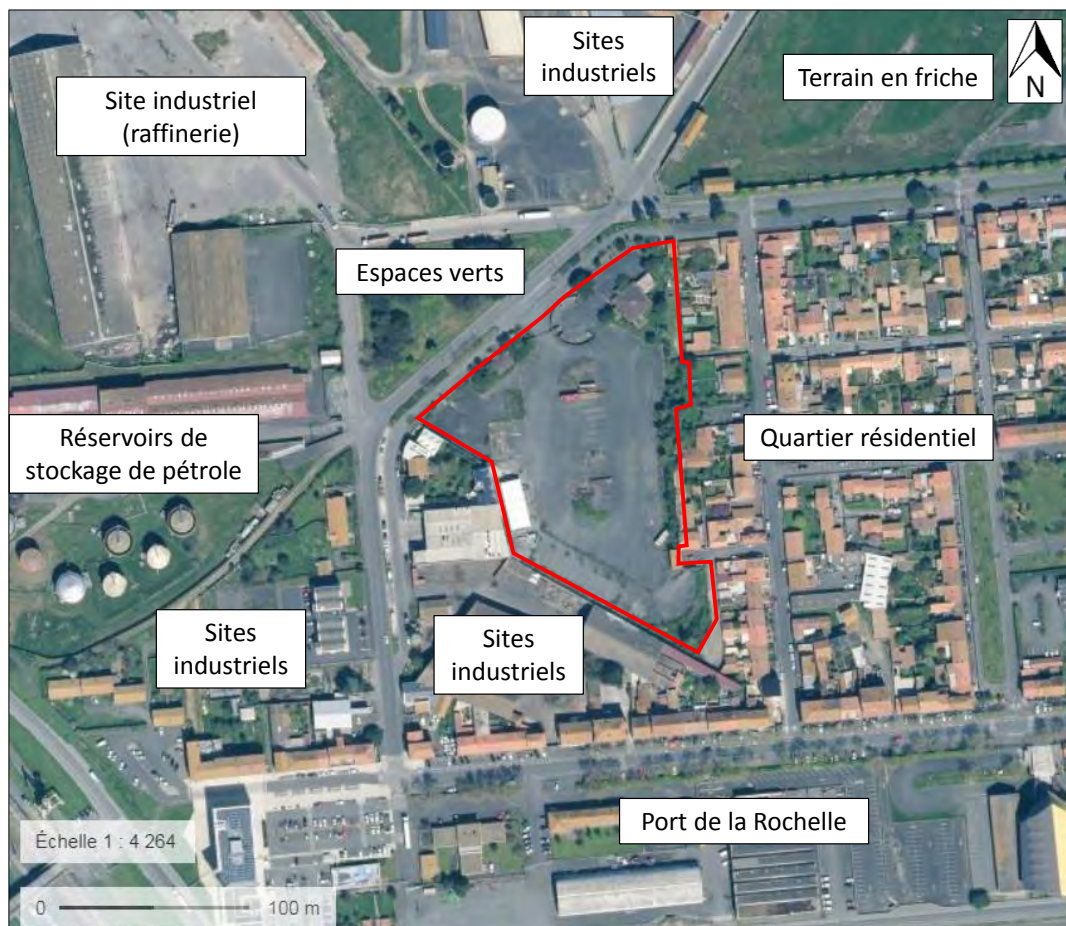 Sites
industriels
Terrain en friche
N
Site industriel
(raffinerie)
Espaces verts
Réservoirs de
stockage de pétrole
Quartier résidentiel
Sites
industriels
Sites
industriels
Port de la Rochelle
Échelle 1 : 4 264
0
100 m